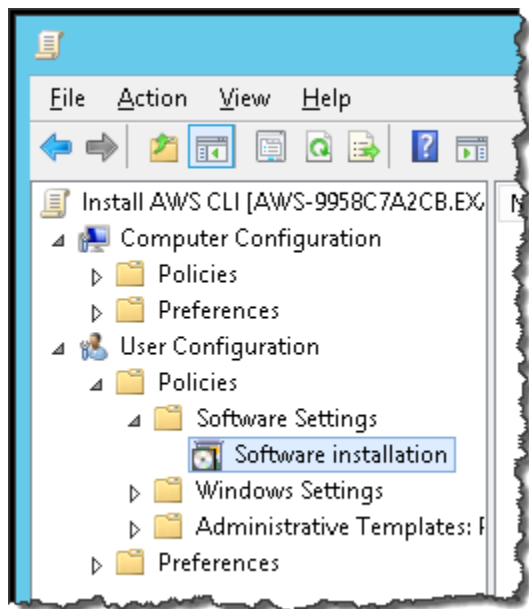 File Action View Help
Install AWS CLI [AWS-9958C7A2CB.EX
Computer Configuration
Policies
Preferences
User Configuration
Policies
Software Settings
Software installation
Windows Settings
Administrative Templates:
Preferences